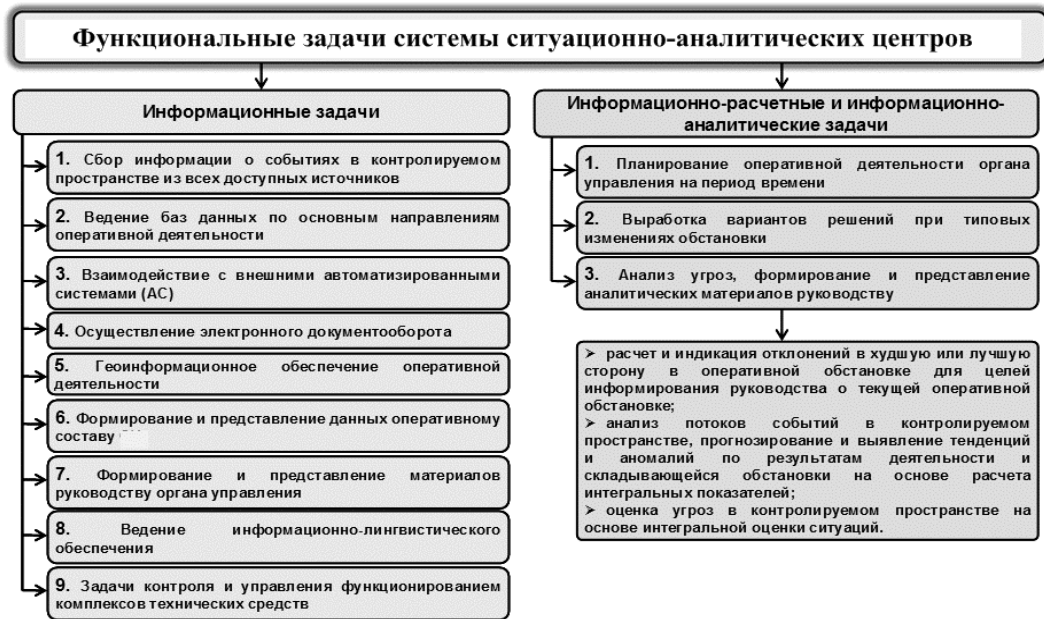 Функциональные задачи системы ситуационно-аналитических центров
Информационные задачи
1. Сбор информации о событиях в контролируемом
пространстве из всех доступных источников
2. Ведение баз данных по основным направлениям
оперативной деятельности
3. Взаимодействие с внешними автоматизированными
системами (АС)
4. Осуществление электронного документооборота
5. Геоинформационное обеспечение оперативной
деятельности
6. Формирование и представление данных оперативному
составу
7. Формирование и представление материалов
руководству органа управления
8. Ведение информационно-лингвистического
обеспечения
9. Задачи контроля и управления функционированием
комплексов технических средств
Информационно-расчетные и информационно-
аналитические задачи
1. Планирование оперативной деятельности органа
управления на период времени
2. Выработка вариантов решений при типовых
изменениях обстановки
3. Анализ угроз, формирование и представление
аналитических материалов руководству
➢ расчет и индикация отклонений в худшую или лучшую
сторону в оперативной обстановке для целей
информирования руководства о текущей оперативной
обстановке;
➢ анализ потоков событий в контролируемом
пространстве, прогнозирование и выявление тенденций
и аномалий по результатам деятельности и
складывающейся обстановки на основе расчета
интегральных показателей;
➢ оценка угроз в контролируемом пространстве на
основе интегральной оценки ситуаций.